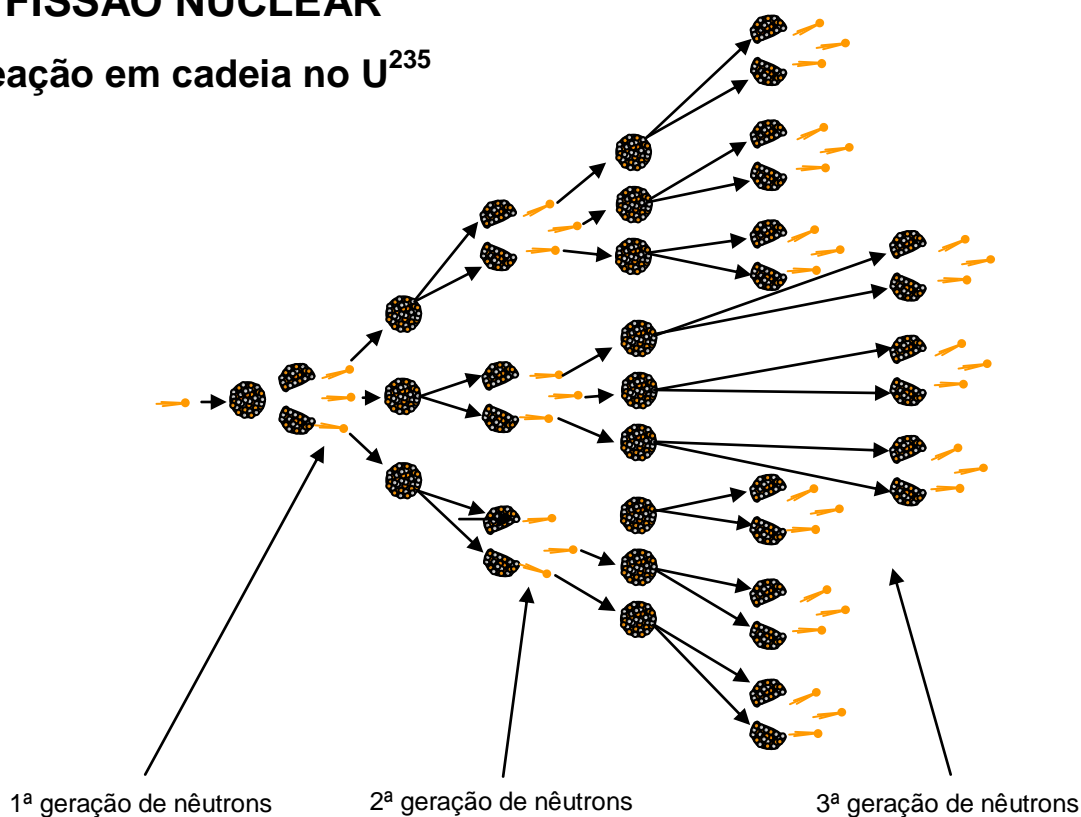 FISSÃO NUCLEAR
eação em cadeia no U²³⁵
1ª geração de nêutrons
2ª geração de nêutrons
3ª geração de nêutrons